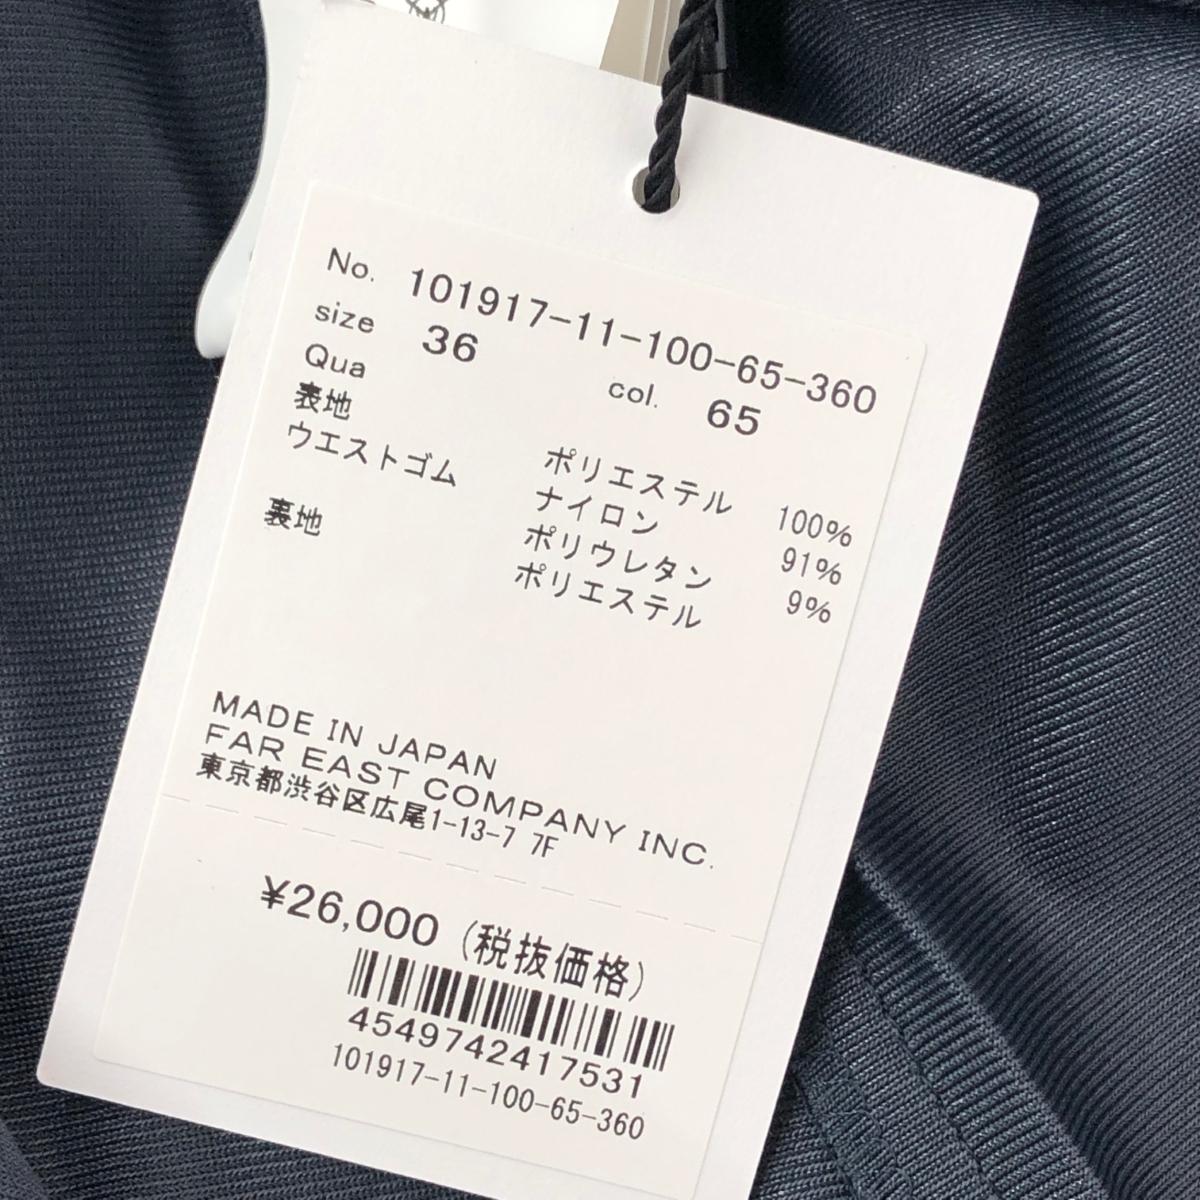 No. 101917-11-100-65-360
size 36 col. 65
Qua
表地 ポリエステル 100%
ウエストゴム ナイロン 91%
ポリウレタン 9%
裏地 ポリエステル
MADE IN JAPAN
FAR EAST COMPANY INC.
東京都渋谷区広尾1-13-7 7F
¥26,000 (税抜価格)
4549742417531
101917-11-100-65-360